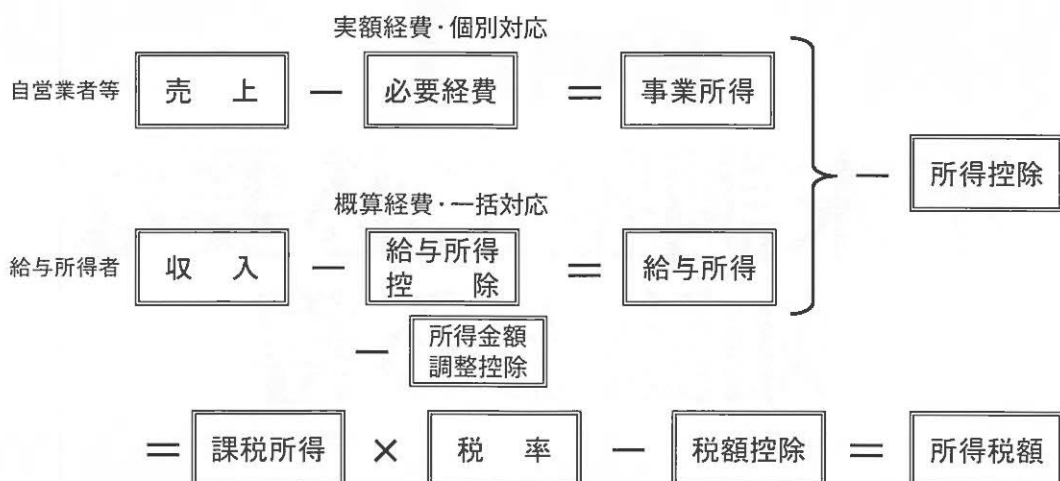 実額経費・個別対応
自営業者等 売上 － 必要経費 ＝ 事業所得
－ 所得控除
概算経費・一括対応
給与所得者 収入 － 給与所得 ＝ 給与所得
控除
－ 所得金額
調整控除
＝ 課税所得 × 税率 － 税額控除 ＝ 所得税額